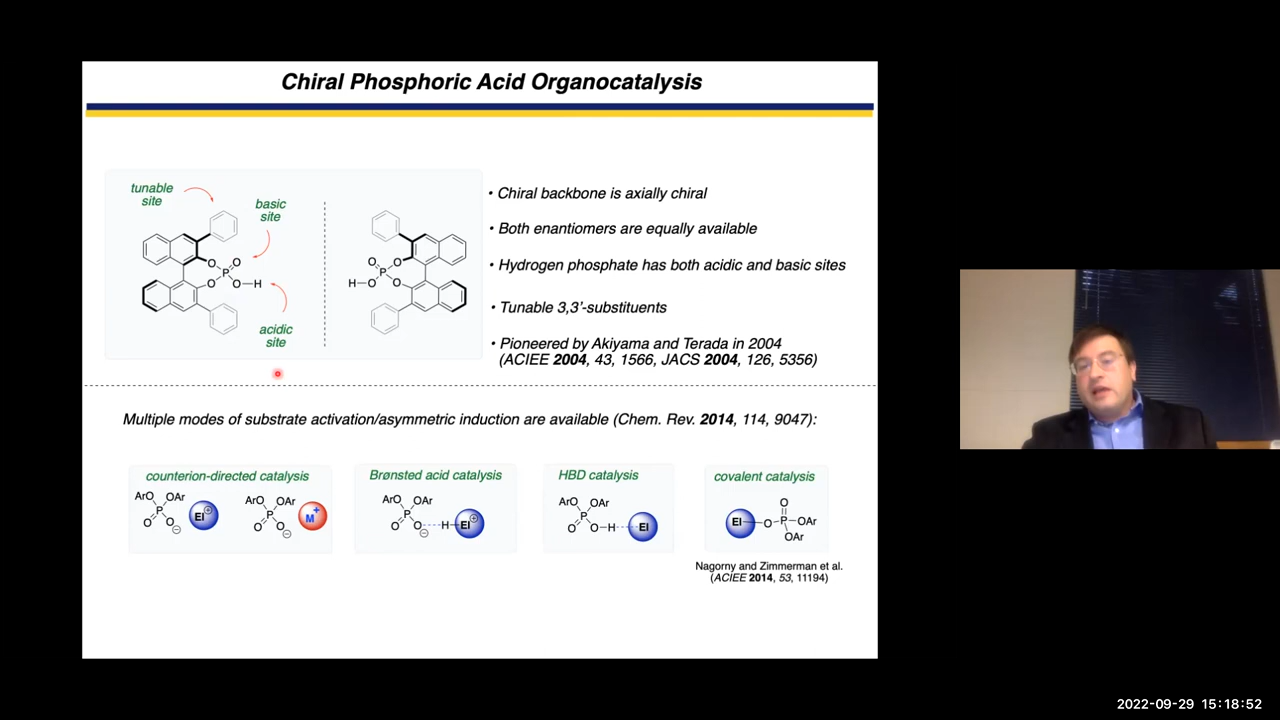 Chiral Phosphoric Acid Organocatalysis
tunable
site
basic
site
O
O
P
O
O
H
acidic
site
O
O
P
H
O
O
• Chiral backbone is axially chiral
• Both enantiomers are equally available
• Hydrogen phosphate has both acidic and basic sites
• Tunable 3,3'-substituents
• Pioneered by Akiyama and Terada in 2004
(ACIEE 2004, 43, 1566, JACS 2004, 126, 5356)
Multiple modes of substrate activation/asymmetric induction are available (Chem. Rev. 2014, 114, 9047):
counterion-directed catalysis
ArO OAr
P
O O
⊖
El⊕
ArO OAr
P
O O
⊖
M+
Brønsted acid catalysis
ArO OAr
P
O O
⊖
H
El⊕
HBD catalysis
ArO OAr
P
O O
H
El
covalent catalysis
O
El O P OAr
OAr
Nagorny and Zimmerman et al.
(ACIEE 2014, 53, 11194)
2022-09-29 15:18:52